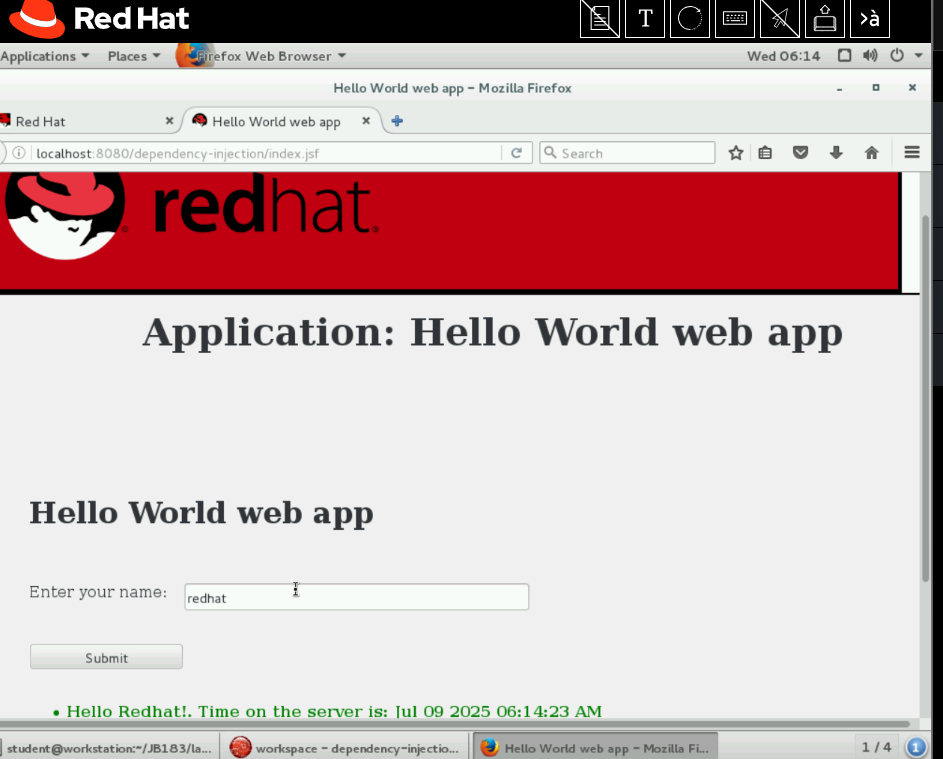 Red Hat
T
>à
Applications Places Firefox Web Browser Wed 06:14
Hello World web app – Mozilla Firefox
Red Hat Hello World web app
localhost:8080/dependency-injection/index.jsf Search
redhat.
Application: Hello World web app
Hello World web app
Enter your name: redhat
Submit
• Hello Redhat!. Time on the server is: Jul 09 2025 06:14:23 AM
student@workstation:~/JB183/la... workspace – dependency-injectio... Hello World web app – Mozilla Fi... 1 / 4 1